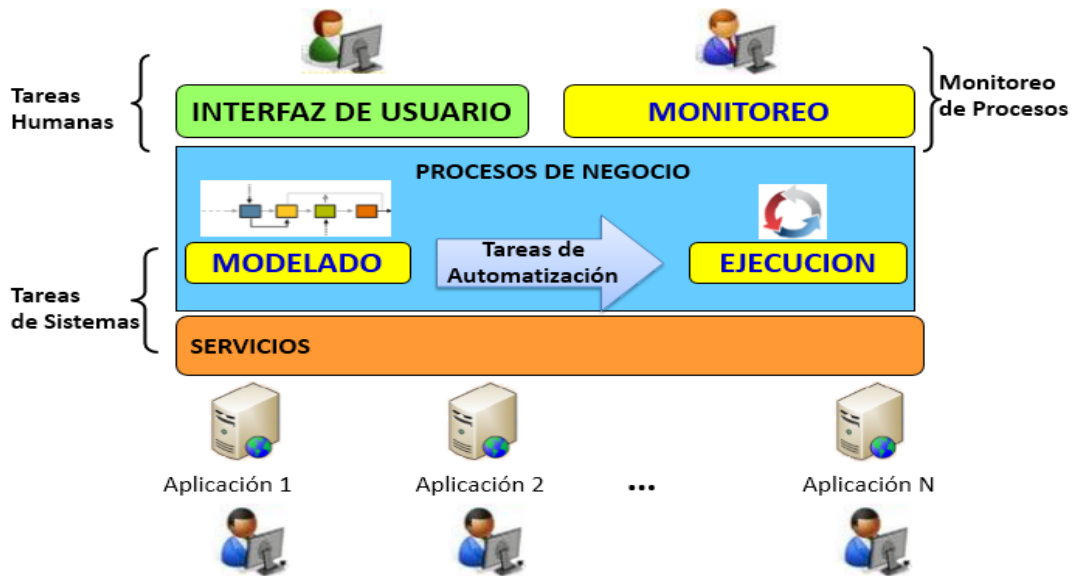 Tareas
Humanas
INTERFAZ DE USUARIO
MONITOREO
Monitoreo
de Procesos
PROCESOS DE NEGOCIO
MODELADO
Tareas de
Automatización
EJECUCION
Tareas
de Sistemas
SERVICIOS
Aplicación 1
Aplicación 2
...
Aplicación N